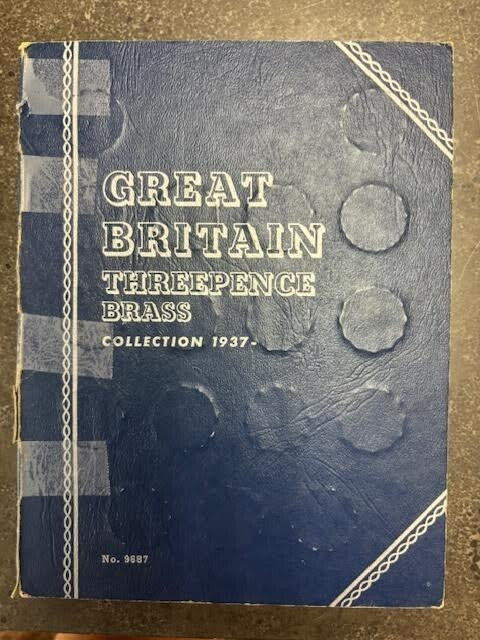 GREAT
BRITAIN
THREEPENCE
BRASS
COLLECTION 1937-
No. 9687